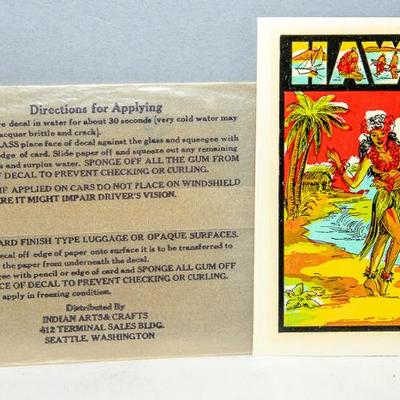 Directions for Applying
re decal in water for about 30 seconds (very cold water may
acquer brittle and crack).
LASS place face of decal against the glass and squeegee with
edge of card. Slide paper off and squeeze out any remaining
or excess water. SPONGE OFF ALL THE GUM FROM
OF DECAL TO PREVENT CHECKING OR CURLING.
IF APPLIED ON CARS DO NOT PLACE ON WINDSHIELD
RE IT MIGHT IMPAIR DRIVER'S VISION.
ARD FINISH TYPE LUGGAGE OR OPAQUE SURFACES.
ecal off edge of paper onto surface it is to be transferred to
the paper from underneath the decal.
gee with pencil or edge of card and SPONGE ALL GUM OFF
CE OF DECAL TO PREVENT CHECKING OR CURLING.
apply in freezing condition.
Distributed By
INDIAN ARTS & CRAFTS
412 TERMINAL SALES BLDG.
SEATTLE, WASHINGTON
HAW